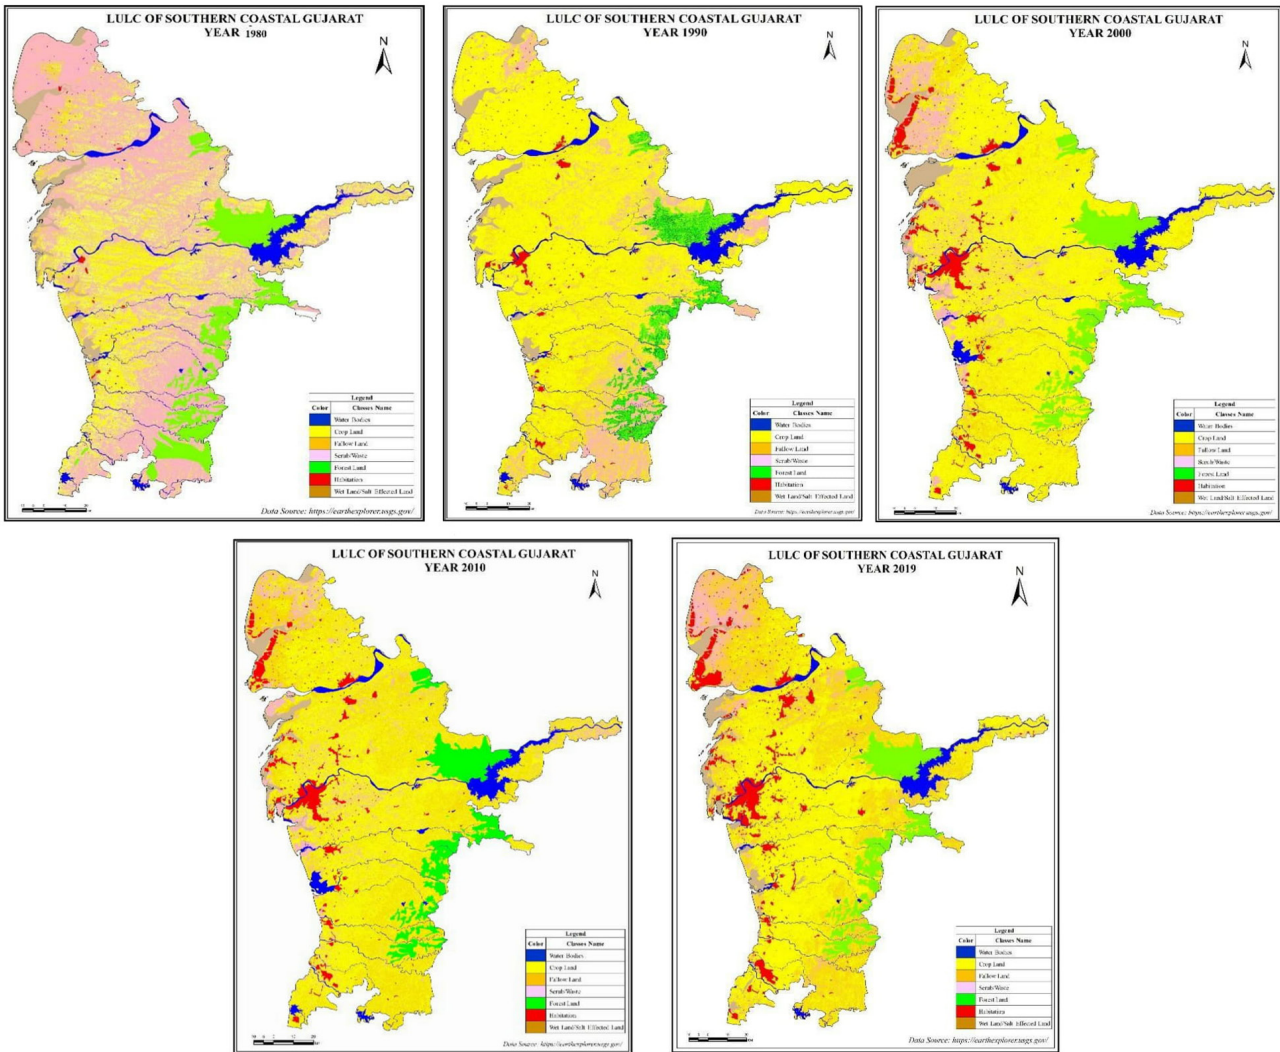 LULC OF SOUTHERN COASTAL GUJARAT
YEAR 1980
N
Legend
Color Classes Name
Water Bodies
Crop Land
Fallow Land
Scrub/Waste
Forest Land
Habitation
Wet Land/Salt Effected Land
Data Source: https://earthexplorer.usgs.gov/
LULC OF SOUTHERN COASTAL GUJARAT
YEAR 1990
N
Legend
Color Classes Name
Water Bodies
Crop Land
Fallow Land
Scrub/Waste
Forest Land
Habitation
Wet Land/Salt Effected Land
Data Source: https://earthexplorer.usgs.gov/
LULC OF SOUTHERN COASTAL GUJARAT
YEAR 2000
N
Legend
Color Classes Name
Water Bodies
Crop Land
Fallow Land
Scrub/Waste
Forest Land
Habitation
Wet Land/Salt Effected Land
Data Source: https://earthexplorer.usgs.gov/
LULC OF SOUTHERN COASTAL GUJARAT
YEAR 2010
N
Legend
Color Classes Name
Water Bodies
Crop Land
Fallow Land
Scrub/Waste
Forest Land
Habitation
Wet Land/Salt Effected Land
Data Source: https://earthexplorer.usgs.gov/
LULC OF SOUTHERN COASTAL GUJARAT
YEAR 2019
N
Legend
Color Classes Name
Water Bodies
Crop Land
Fallow Land
Scrub/Waste
Forest Land
Habitation
Wet Land/Salt Effected Land
Data Source: https://earthexplorer.usgs.gov/